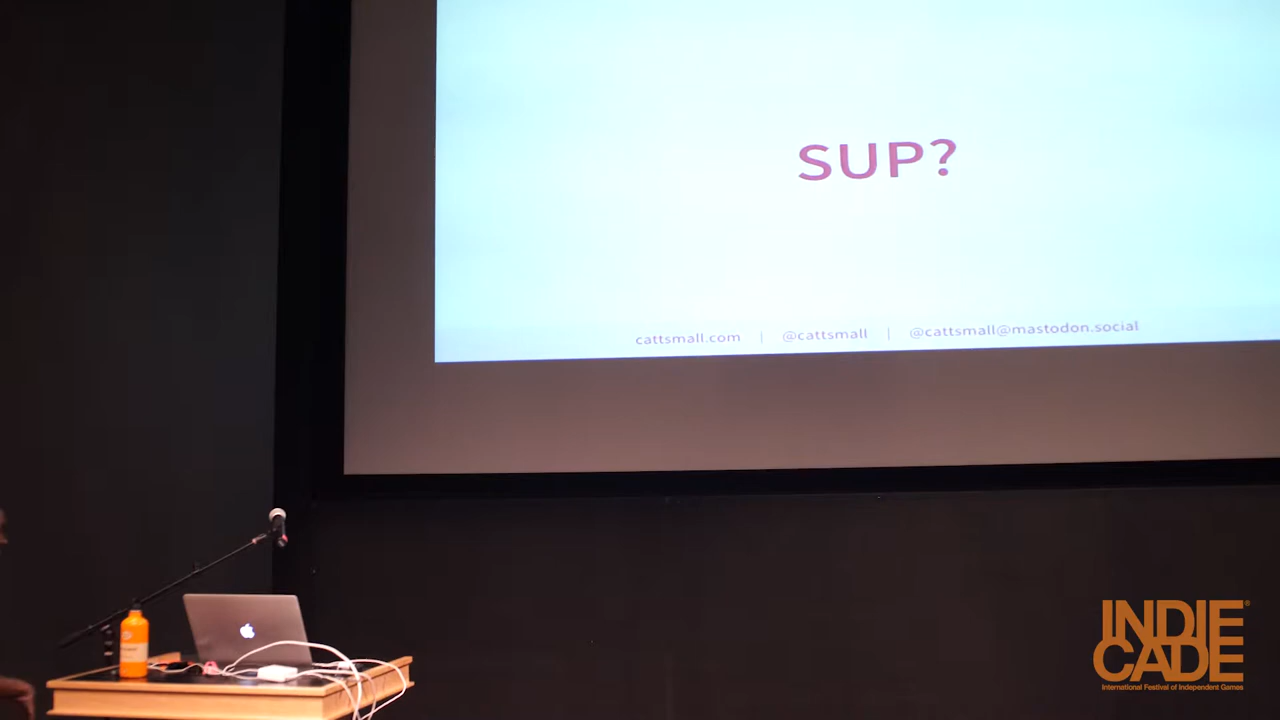 SUP?
cattsmall.com | @cattsmall | @cattsmall@mastodon.social
INDIE
CADE
International Festival of Independent Games